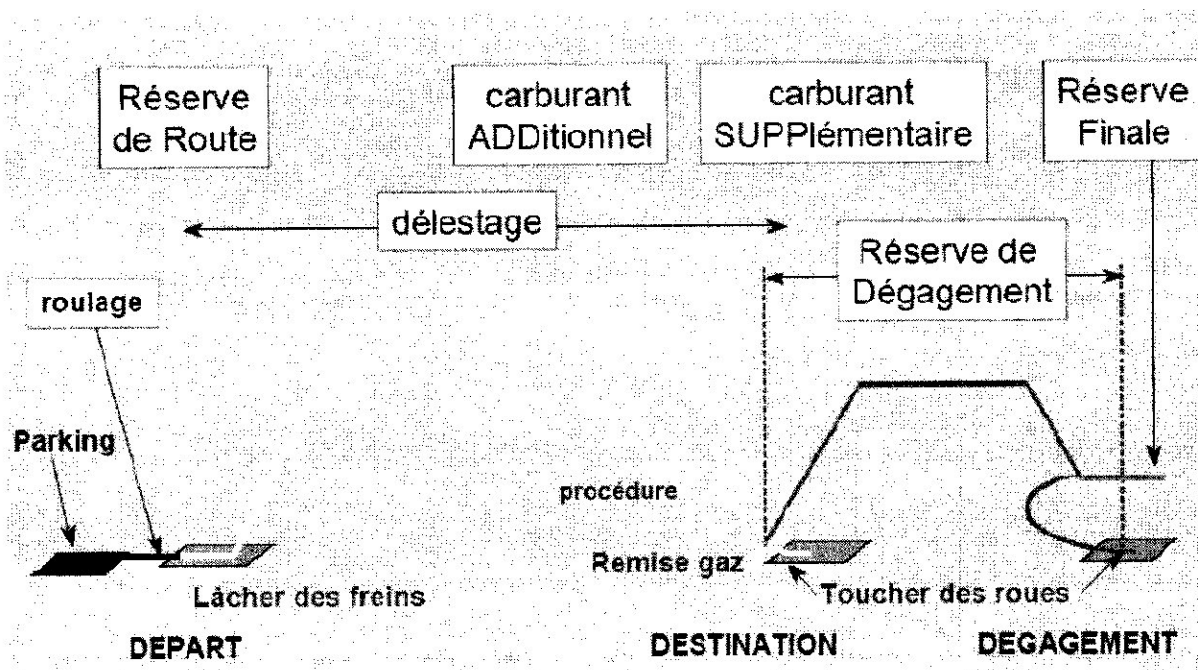 Réserve
de Route
carburant
ADDitionnel
carburant
SUPPlémentaire
Réserve
Finale
délestage
Réserve de
Dégagement
roulage
Parking
procédure
Remise gaz
Toucher des roues
Lâcher des freins
DEPART
DESTINATION
DEGAGEMENT